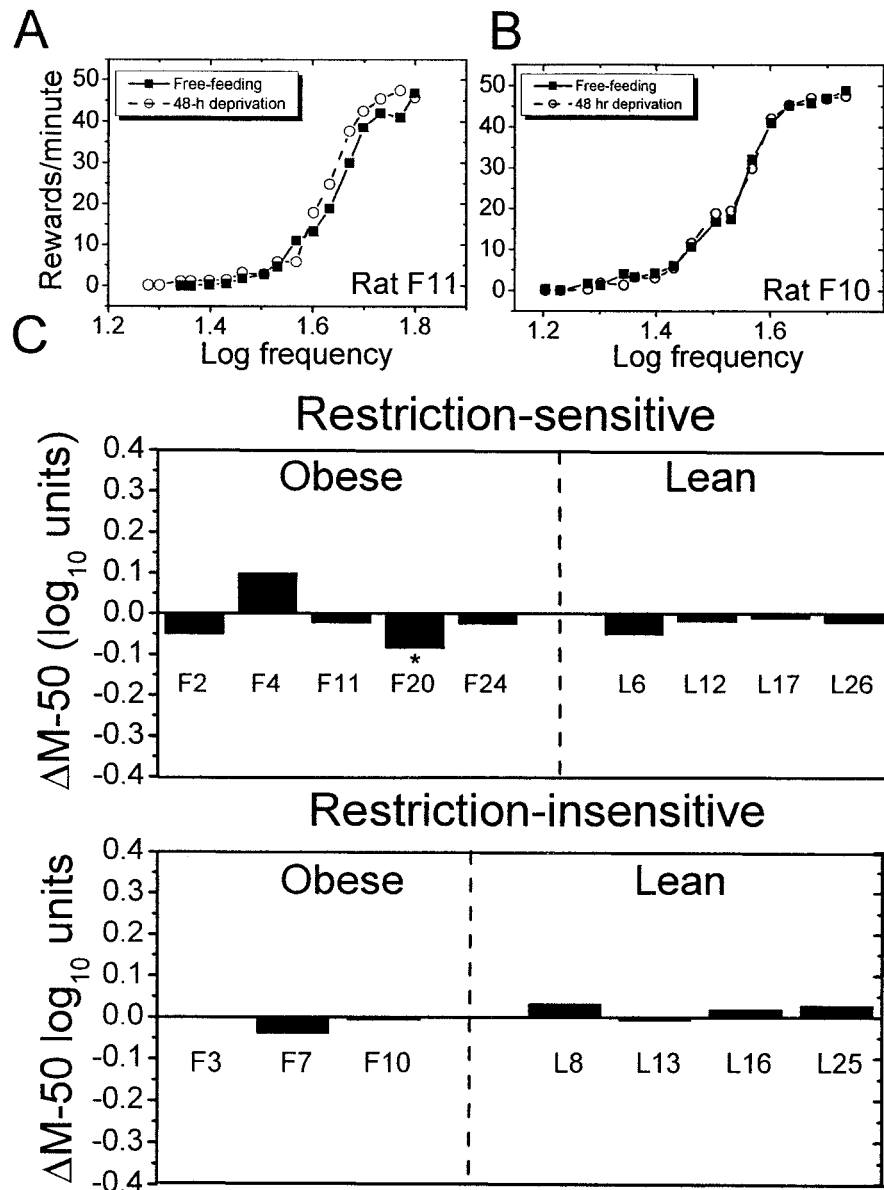 A
B
Rewards/minute
50
40
30
20
10
0
Free-feeding
48-h deprivation
Rat F11
1.2 1.4 1.6 1.8
Log frequency
50
40
30
20
10
0
Free-feeding
48 hr deprivation
Rat F10
1.2 1.4 1.6
Log frequency
C
Restriction-sensitive
ΔM-50 (log10 units)
0.4
0.3
0.2
0.1
0.0
-0.1
-0.2
-0.3
-0.4
Obese Lean
*
F2 F4 F11 F20 F24 L6 L12 L17 L26
Restriction-insensitive
ΔM-50 log10 units
0.4
0.3
0.2
0.1
0.0
-0.1
-0.2
-0.3
-0.4
Obese Lean
F3 F7 F10 L8 L13 L16 L25